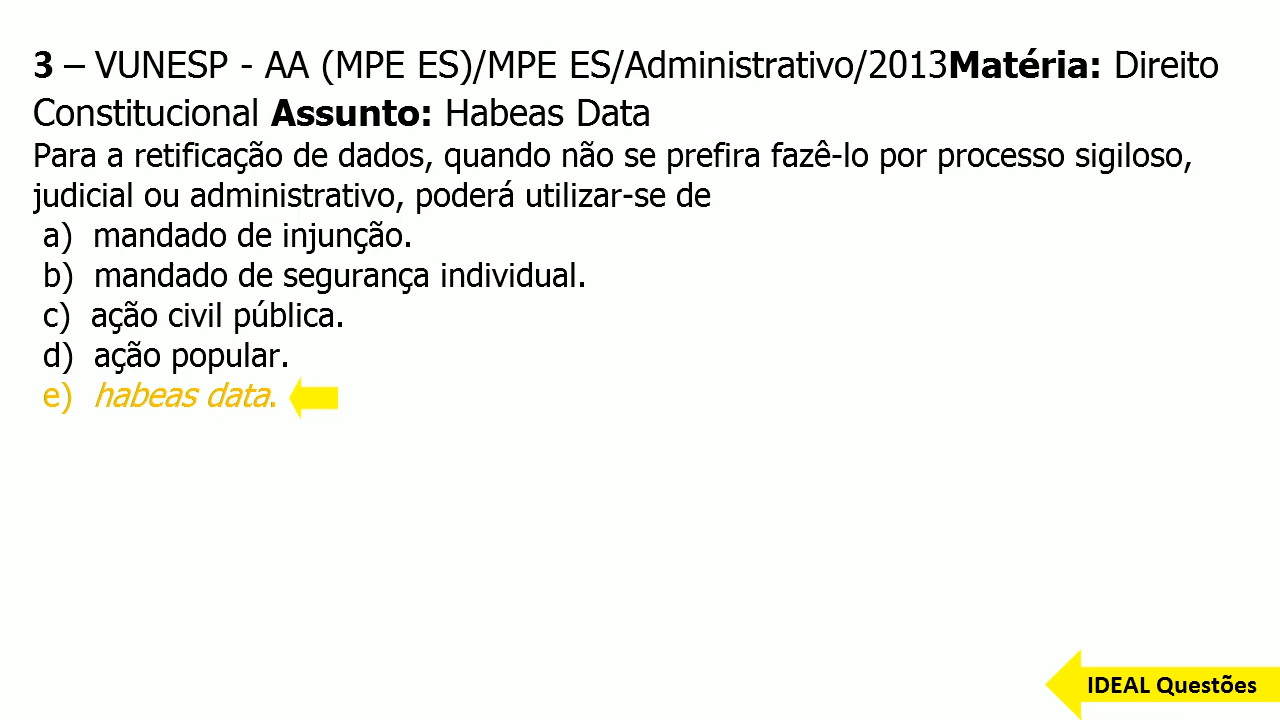 3 – VUNESP - AA (MPE ES)/MPE ES/Administrativo/2013Matéria: Direito
Constitucional Assunto: Habeas Data
Para a retificação de dados, quando não se prefira fazê-lo por processo sigiloso,
judicial ou administrativo, poderá utilizar-se de
a) mandado de injunção.
b) mandado de segurança individual.
c) ação civil pública.
d) ação popular.
e) habeas data.
IDEAL Questões